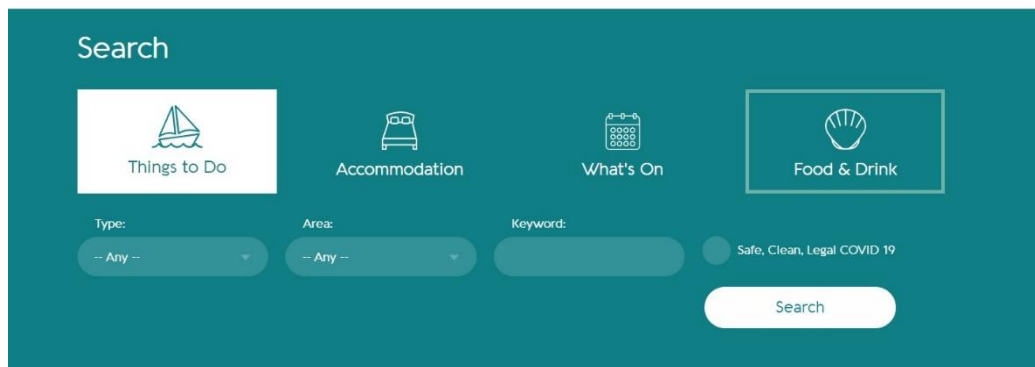 Search
Things to Do
Accommodation
What's On
Food & Drink
Type:
Area:
Keyword:
-- Any --
-- Any --
Safe, Clean, Legal COVID 19
Search